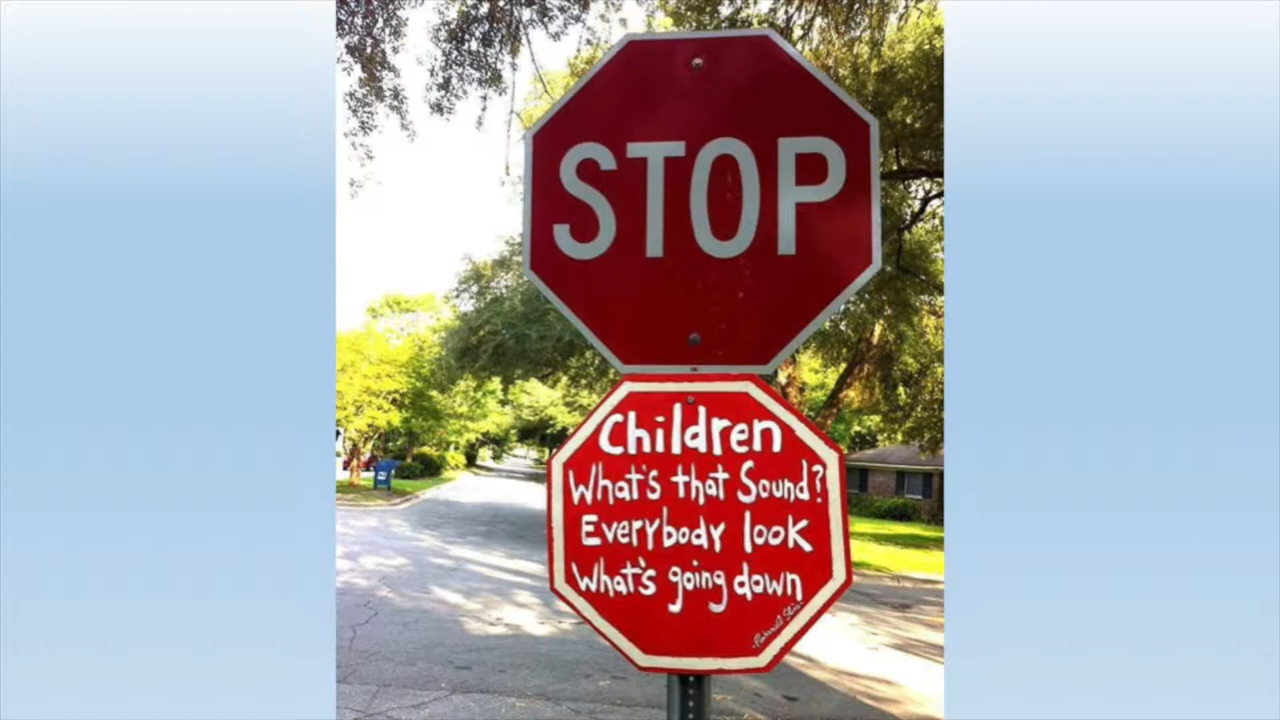 STOP
Children
What's that Sound?
Everybody look
What's going down